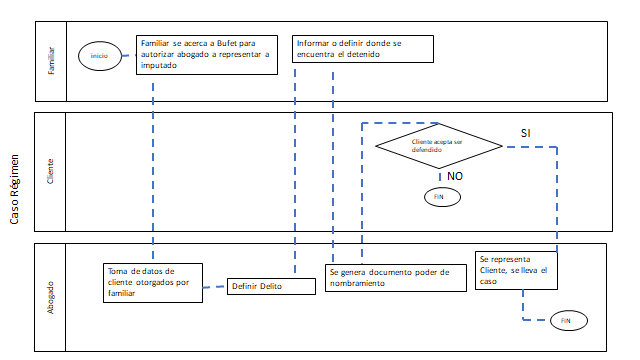 Caso Régimen
Familiar
inicio
Familiar se acerca a Bufet para
autorizar abogado a representar a
imputado
Informar o definir donde se
encuentra el detenido
Cliente
Cliente acepta ser
defendido
SI
NO
FIN
Abogado
Toma de datos de
cliente otorgados por
familiar
Definir Delito
Se genera documento poder de
nombramiento
Se representa
Cliente, se lleva el
caso
FIN